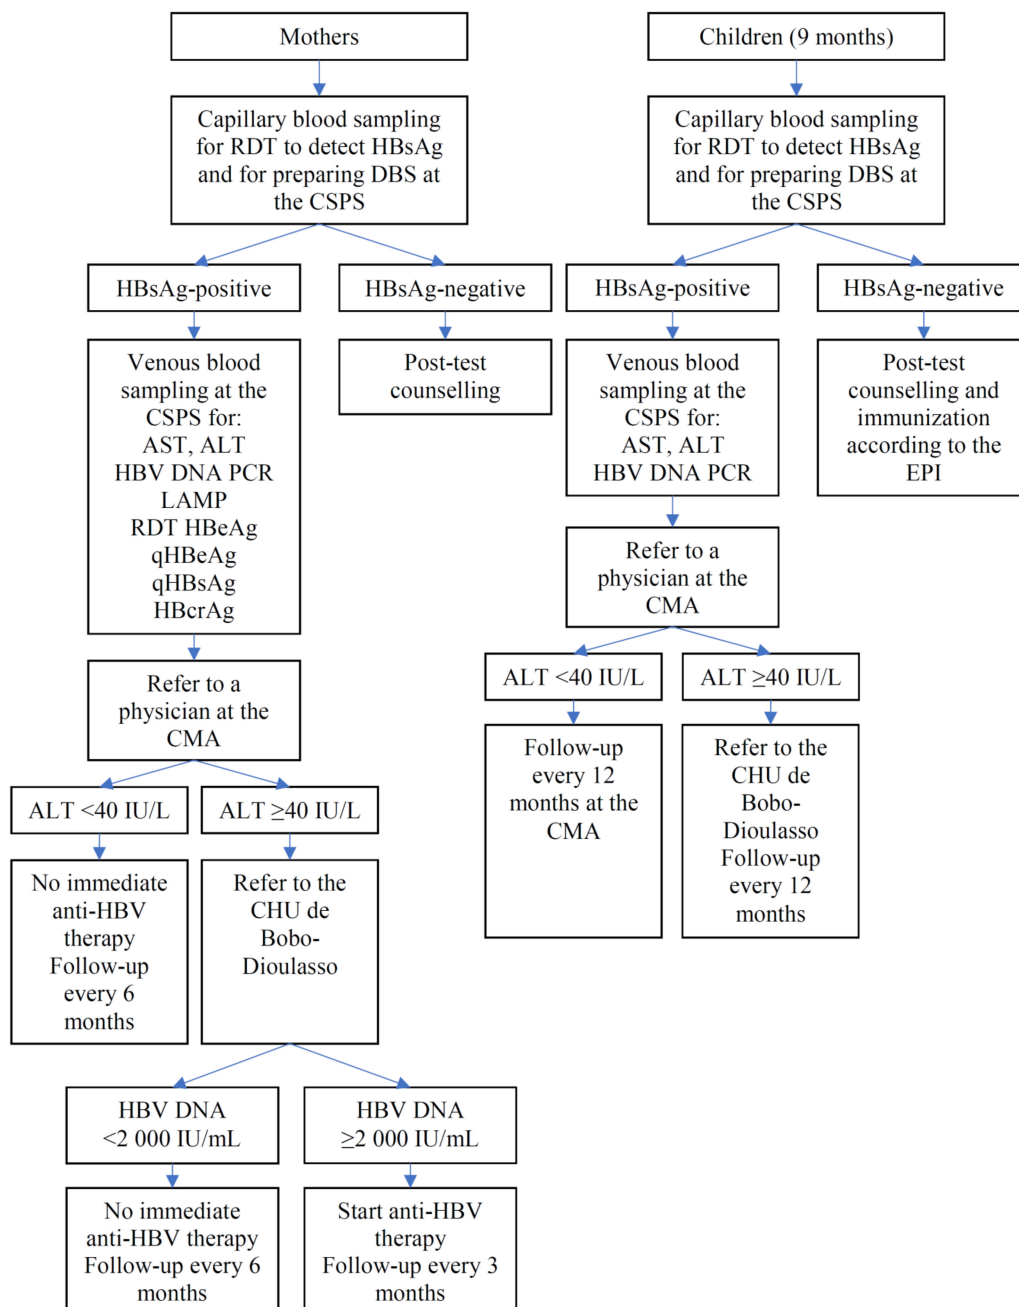 Mothers
Capillary blood sampling
for RDT to detect HBsAg
and for preparing DBS at
the CSPS
HBsAg-positive
HBsAg-negative
Venous blood
sampling at the
CSPS for:
AST, ALT
HBV DNA PCR
LAMP
RDT HBeAg
qHBeAg
qHBsAg
HBcrAg
Post-test
counselling
Refer to a
physician at the
CMA
ALT <40 IU/L
ALT ≥40 IU/L
No immediate
anti-HBV
therapy
Follow-up
every 6
months
Refer to the
CHU de
Bobo-
Dioulasso
HBV DNA
<2 000 IU/mL
HBV DNA
≥2 000 IU/mL
No immediate
anti-HBV therapy
Follow-up every 6
months
Start anti-HBV
therapy
Follow-up every 3
months
Children (9 months)
Capillary blood sampling
for RDT to detect HBsAg
and for preparing DBS at
the CSPS
HBsAg-positive
HBsAg-negative
Venous blood
sampling at the
CSPS for:
AST, ALT
HBV DNA PCR
Post-test
counselling and
immunization
according to the
EPI
Refer to a
physician at the
CMA
ALT <40 IU/L
ALT ≥40 IU/L
Follow-up
every 12
months at the
CMA
Refer to the
CHU de
Bobo-
Dioulasso
Follow-up
every 12
months